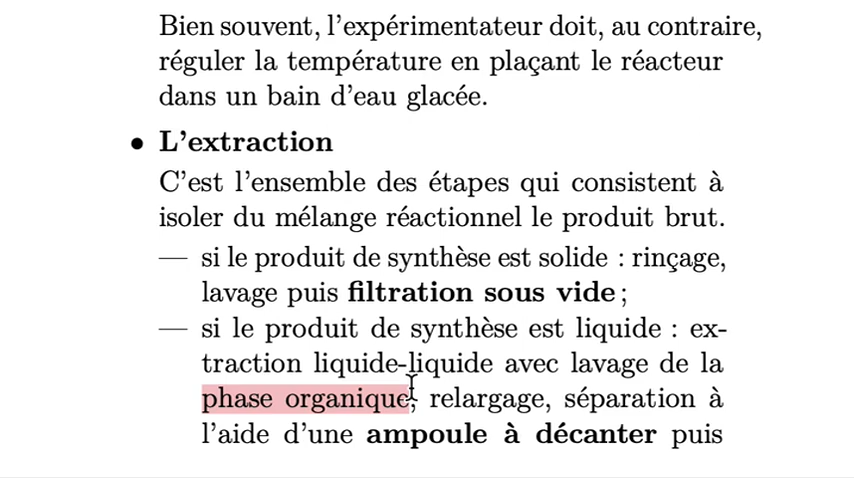 Bien souvent, l'expérimentateur doit, au contraire,
réguler la température en plaçant le réacteur
dans un bain d'eau glacée.
• L'extraction
C'est l'ensemble des étapes qui consistent à
isoler du mélange réactionnel le produit brut.
— si le produit de synthèse est solide : rinçage,
lavage puis filtration sous vide ;
— si le produit de synthèse est liquide : ex-
traction liquide-liquide avec lavage de la
phase organique, relargage, séparation à
l'aide d'une ampoule à décanter puis